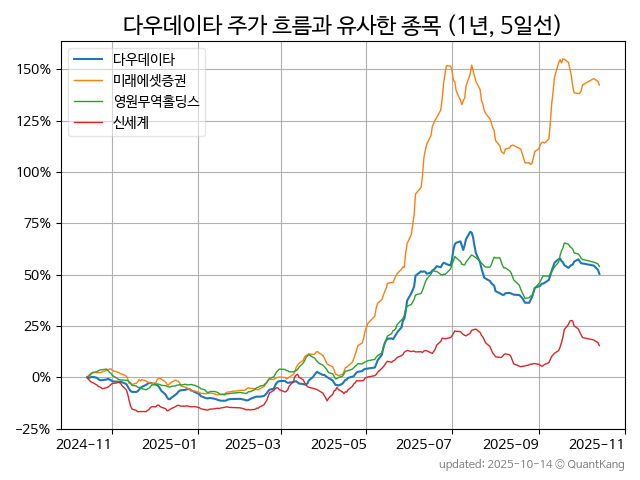 다우데이타 주가 흐름과 유사한 종목 (1년, 5일선)
다우데이타
미래에셋증권
영원무역홀딩스
신세계
150%
125%
100%
75%
50%
25%
0%
−25%
2024-11
2025-01
2025-03
2025-05
2025-07
2025-09
2025-11
updated: 2025-10-14 © QuantKang